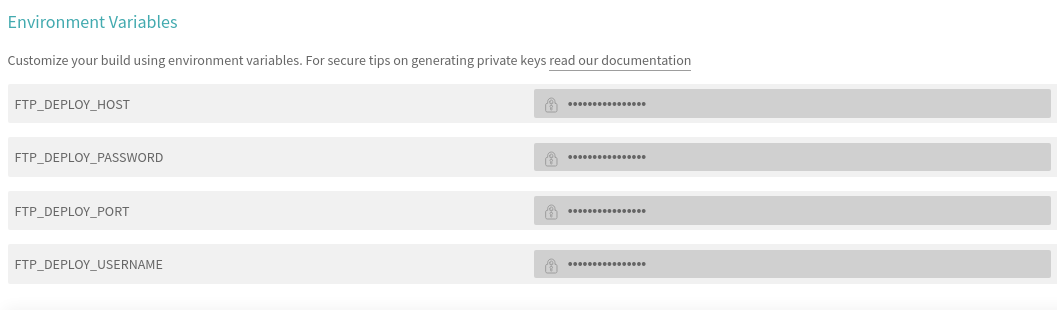 Environment Variables
Customize your build using environment variables. For secure tips on generating private keys read our documentation
FTP_DEPLOY_HOST ••••••••••••••••
FTP_DEPLOY_PASSWORD ••••••••••••••••
FTP_DEPLOY_PORT ••••••••••••••••
FTP_DEPLOY_USERNAME ••••••••••••••••